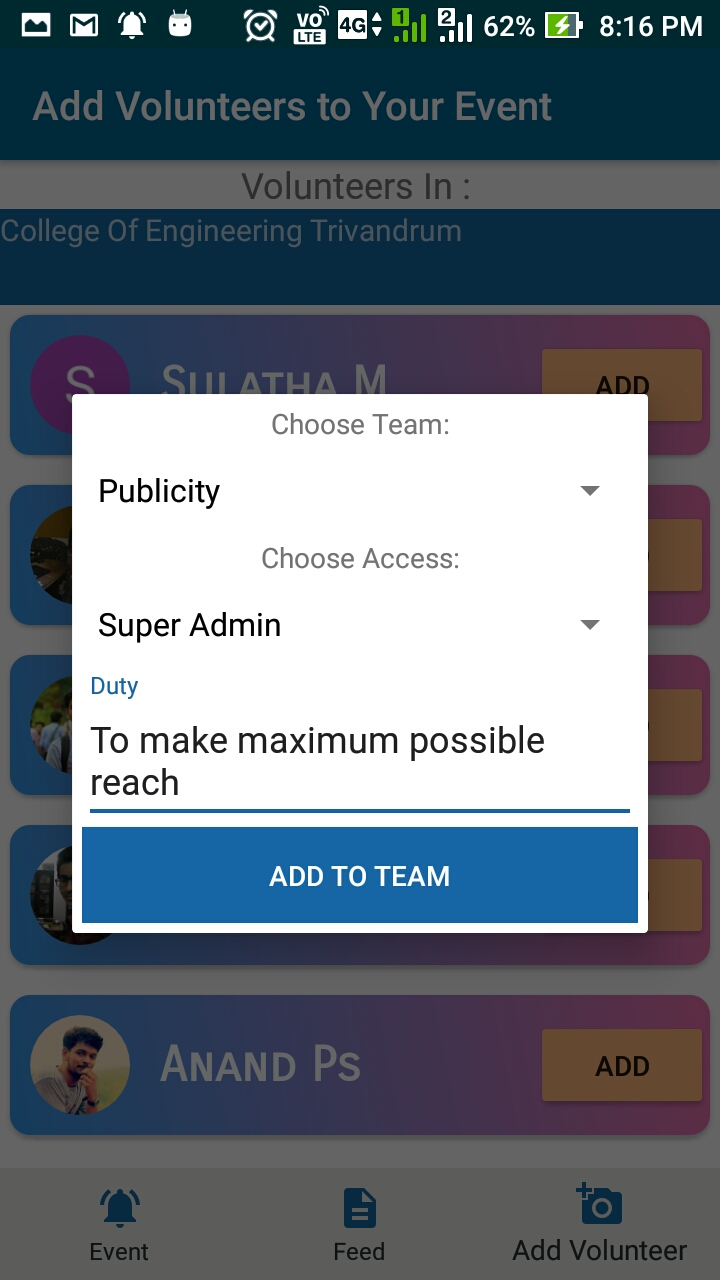 VO LTE 4G 1 2 62% 8:16 PM
Add Volunteers to Your Event
Volunteers In :
College Of Engineering Trivandrum
S Sulatha M ADD
Choose Team:
Publicity
Choose Access:
Super Admin
Duty
To make maximum possible
reach
ADD TO TEAM
Anand Ps ADD
Event Feed Add Volunteer